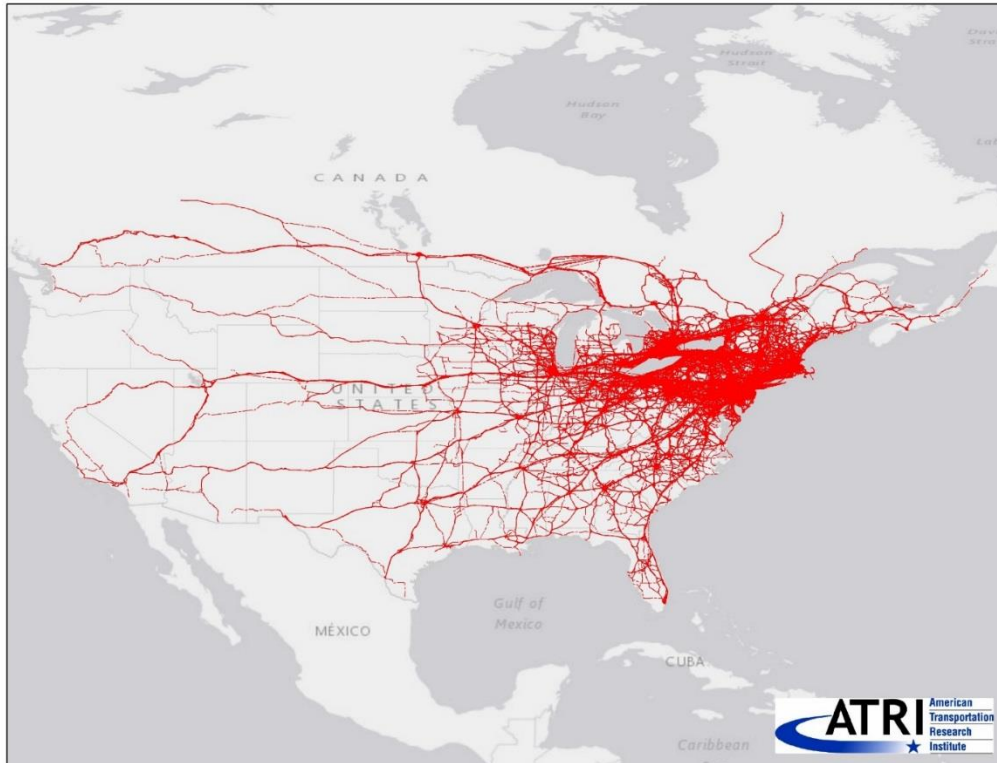 Hudson
Strait
Hudson
Bay
CANADA
UNITED
STATES
Gulf of
Mexico
MÉXICO
CUBA
Caribbean
ATRI
American
Transportation
Research
Institute